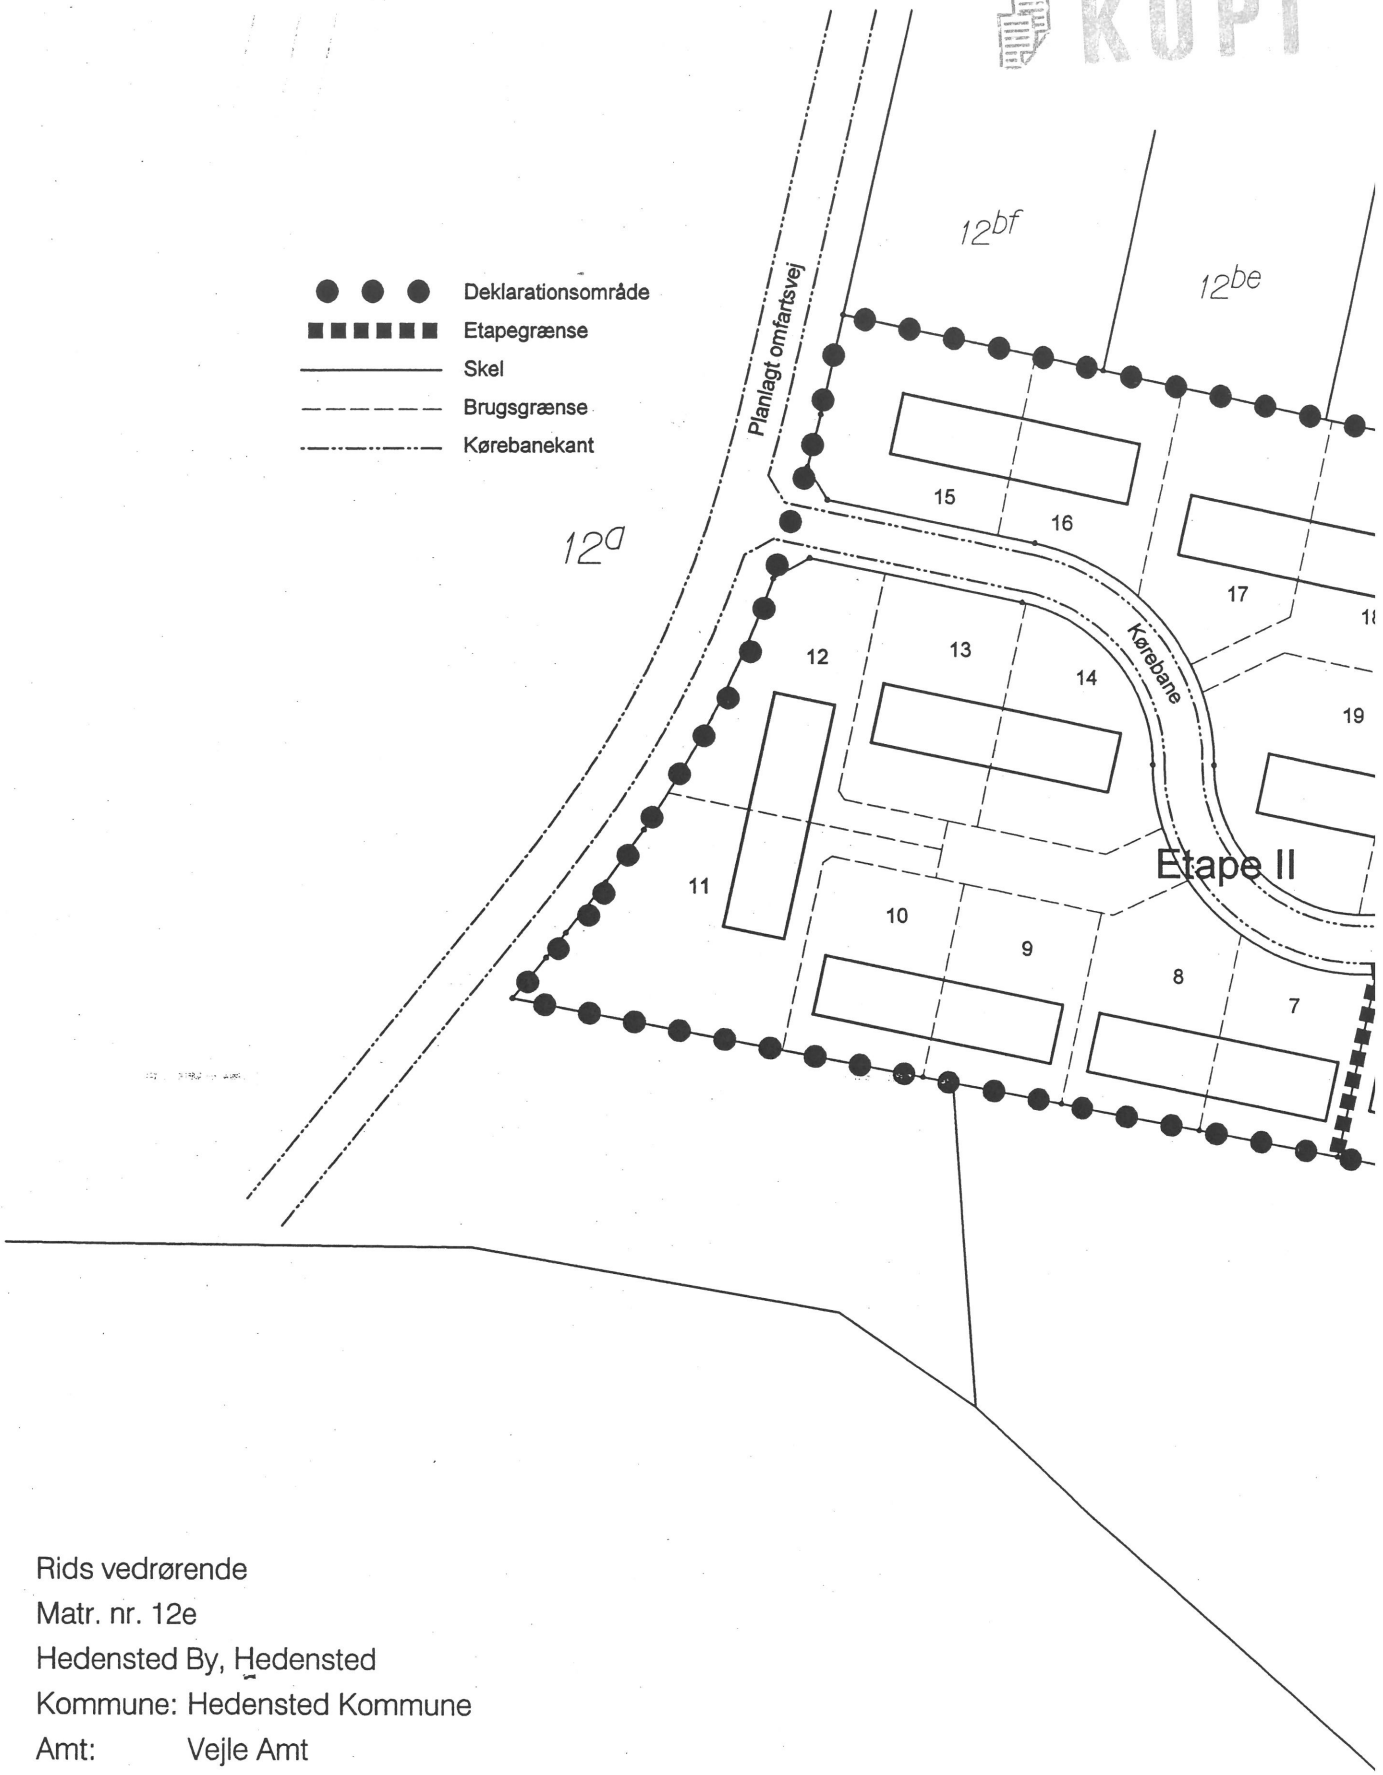 KOPI
12bf
12be
Deklarationsområde
Etapegrænse
Skel
Brugsgrænse
Kørebanekant
Planlagt omfartsvej
12a
15
16
17
18
Kørebane
12
13
14
19
Etape II
11
10
9
8
7
Rids vedrørende
Matr. nr. 12e
Hedensted By, Hedensted
Kommune: Hedensted Kommune
Amt: Vejle Amt